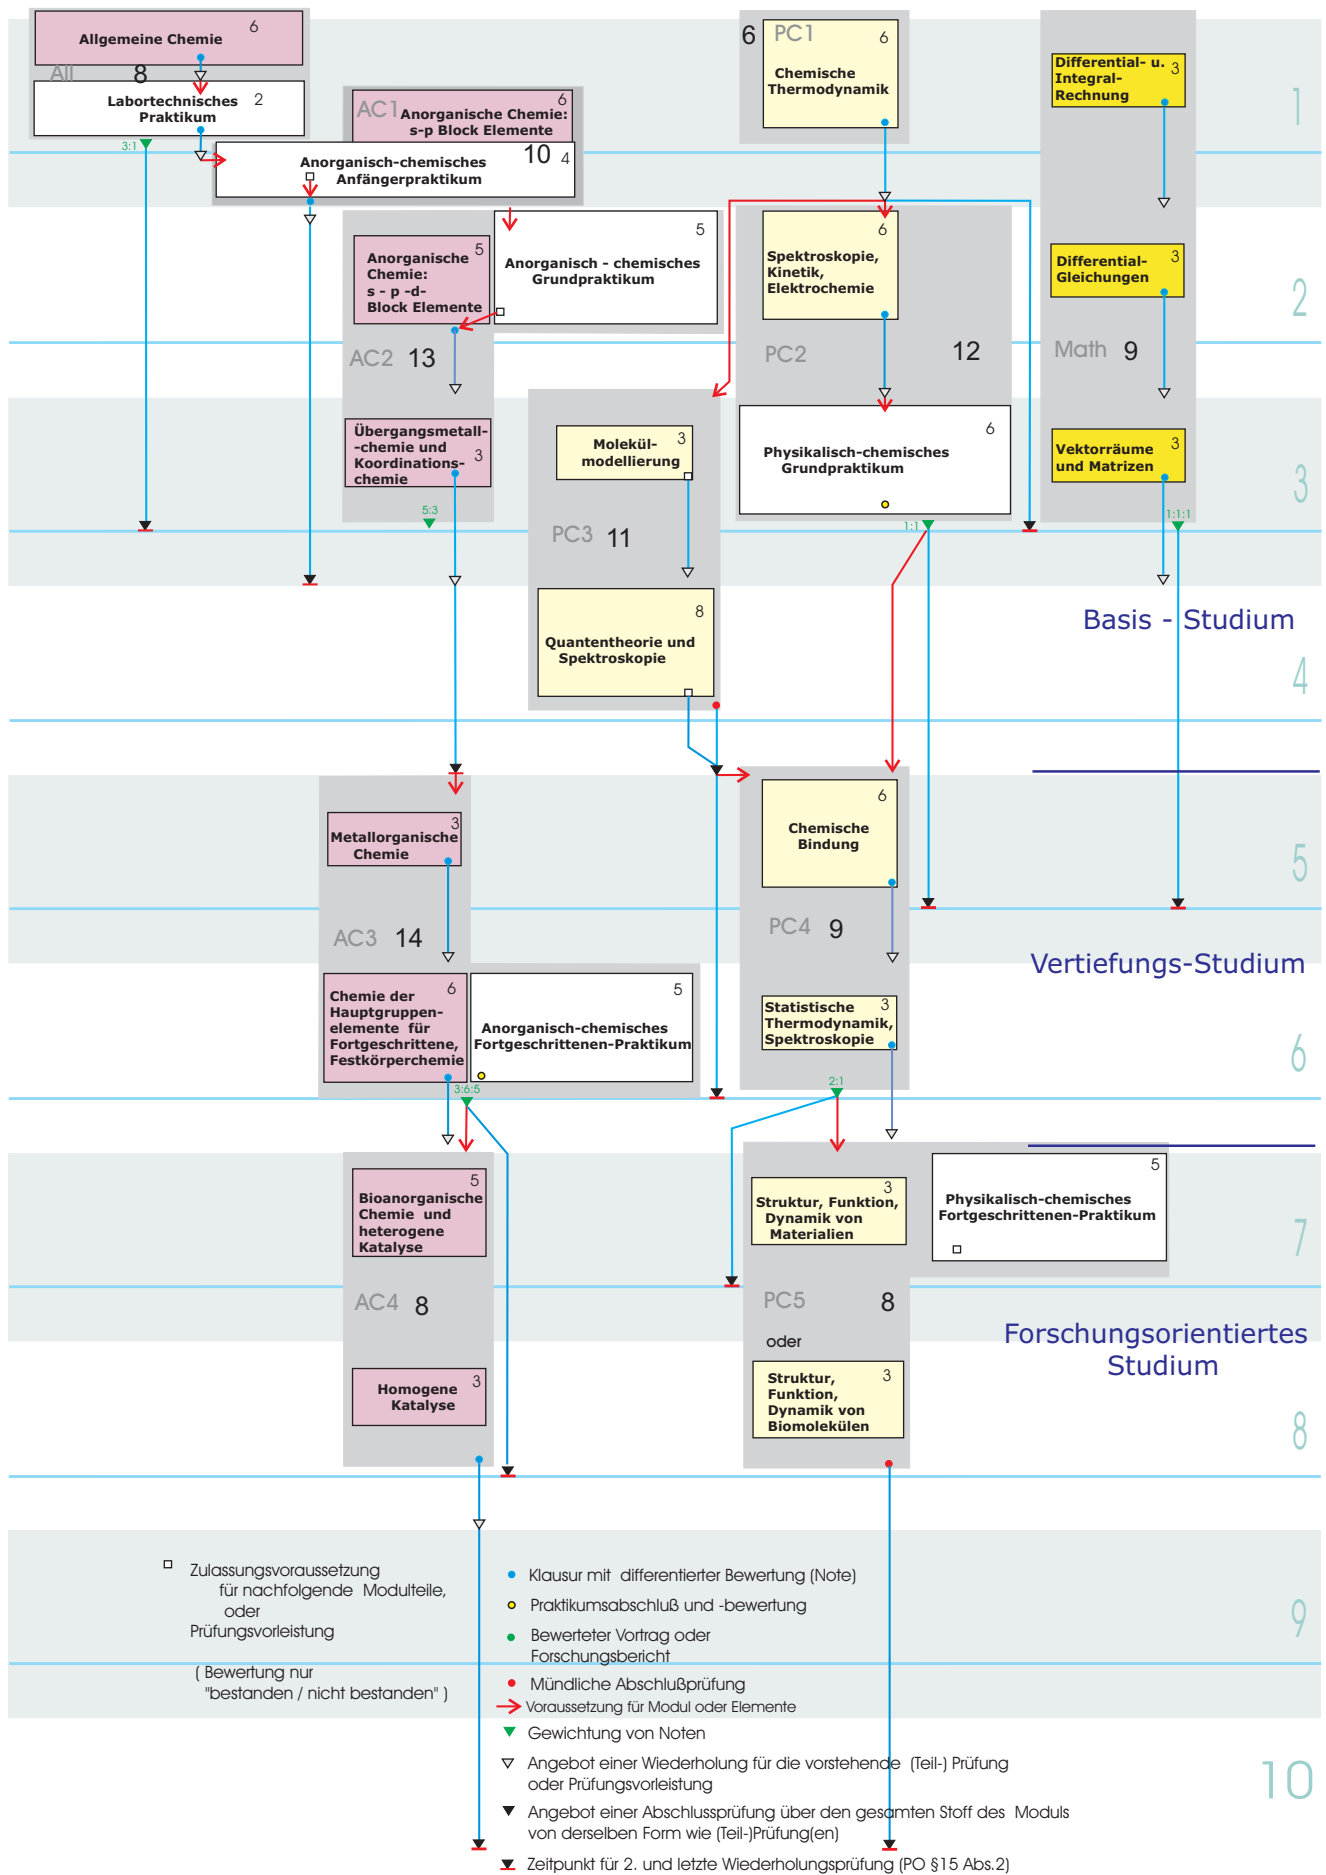 Allgemeine Chemie
6
All
8
Labortechnisches
Praktikum
2
3:1
AC1
Anorganische Chemie:
s-p Block Elemente
6
Anorganisch-chemisches
Anfängerpraktikum
10
4
6
PC1
6
Chemische
Thermodynamik
Differential- u.
Integral-
Rechnung
3
1
Anorganische
Chemie:
s - p -d-
Block Elemente
5
Anorganisch - chemisches
Grundpraktikum
5
AC2
13
Spektroskopie,
Kinetik,
Elektrochemie
6
PC2
12
Differential-
Gleichungen
3
Math
9
2
Übergangsmetall-
-chemie und
Koordinations-
chemie
3
5:3
Molekül-
modellierung
3
PC3
11
Physikalisch-chemisches
Grundpraktikum
6
1:1
Vektorräume
und Matrizen
3
1:1:1
3
Quantentheorie und
Spektroskopie
8
Basis - Studium
4
Metallorganische
Chemie
3
AC3
14
Chemische
Bindung
6
PC4
9
5
Vertiefungs-Studium
Chemie der
Hauptgruppen-
elemente für
Fortgeschrittene,
Festkörperchemie
6
Anorganisch-chemisches
Fortgeschrittenen-Praktikum
5
3:6:5
Statistische
Thermodynamik,
Spektroskopie
3
2:1
6
Bioanorganische
Chemie und
heterogene
Katalyse
5
AC4
8
Struktur, Funktion,
Dynamik von
Materialien
3
Physikalisch-chemisches
Fortgeschrittenen-Praktikum
5
7
PC5
8
oder
Forschungsorientiertes
Studium
Homogene
Katalyse
3
Struktur,
Funktion,
Dynamik von
Biomolekülen
3
8
Zulassungsvoraussetzung
für nachfolgende Modulteile,
oder
Prüfungsvorleistung
( Bewertung nur
"bestanden / nicht bestanden" )
Klausur mit differentierter Bewertung (Note)
Praktikumsabschluß und -bewertung
Bewerteter Vortrag oder
Forschungsbericht
Mündliche Abschlußprüfung
Voraussetzung für Modul oder Elemente
Gewichtung von Noten
Angebot einer Wiederholung für die vorstehende (Teil-) Prüfung
oder Prüfungsvorleistung
Angebot einer Abschlussprüfung über den gesamten Stoff des Moduls
von derselben Form wie (Teil-)Prüfung(en)
Zeitpunkt für 2. und letzte Wiederholungsprüfung (PO §15 Abs.2)
9
10